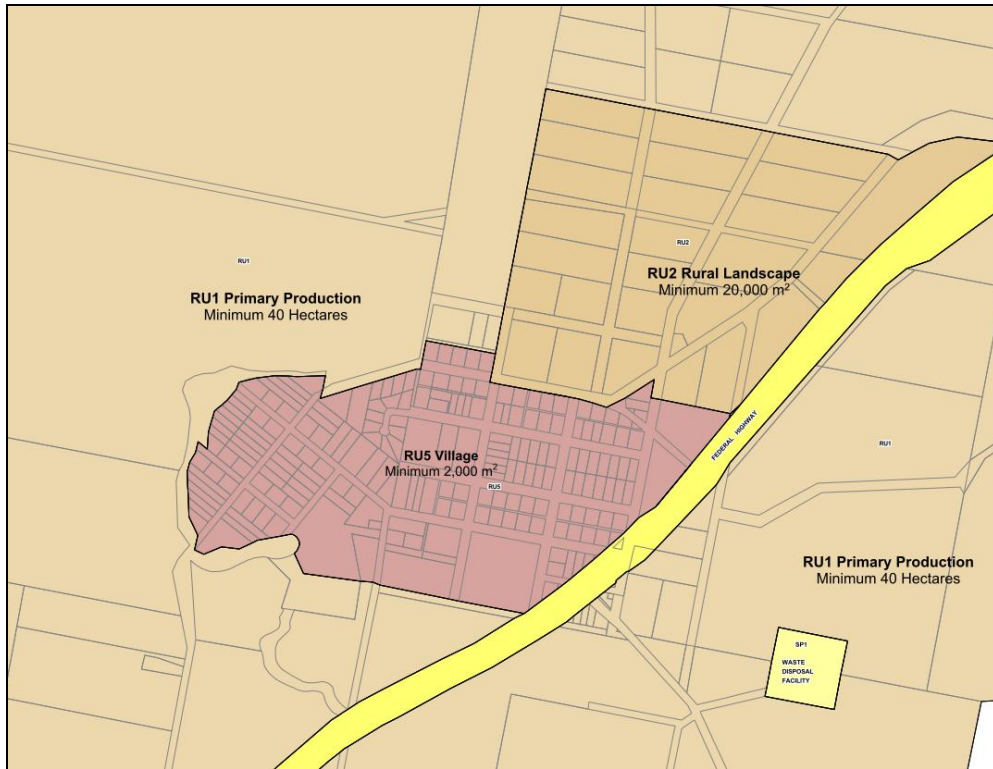 RU2
RU2 Rural Landscape
Minimum 20,000 m²
RU1
RU1 Primary Production
Minimum 40 Hectares
FEDERAL HIGHWAY
RU1
RU5 Village
Minimum 2,000 m²
RU5
RU1 Primary Production
Minimum 40 Hectares
SP1
WASTE
DISPOSAL
FACILITY